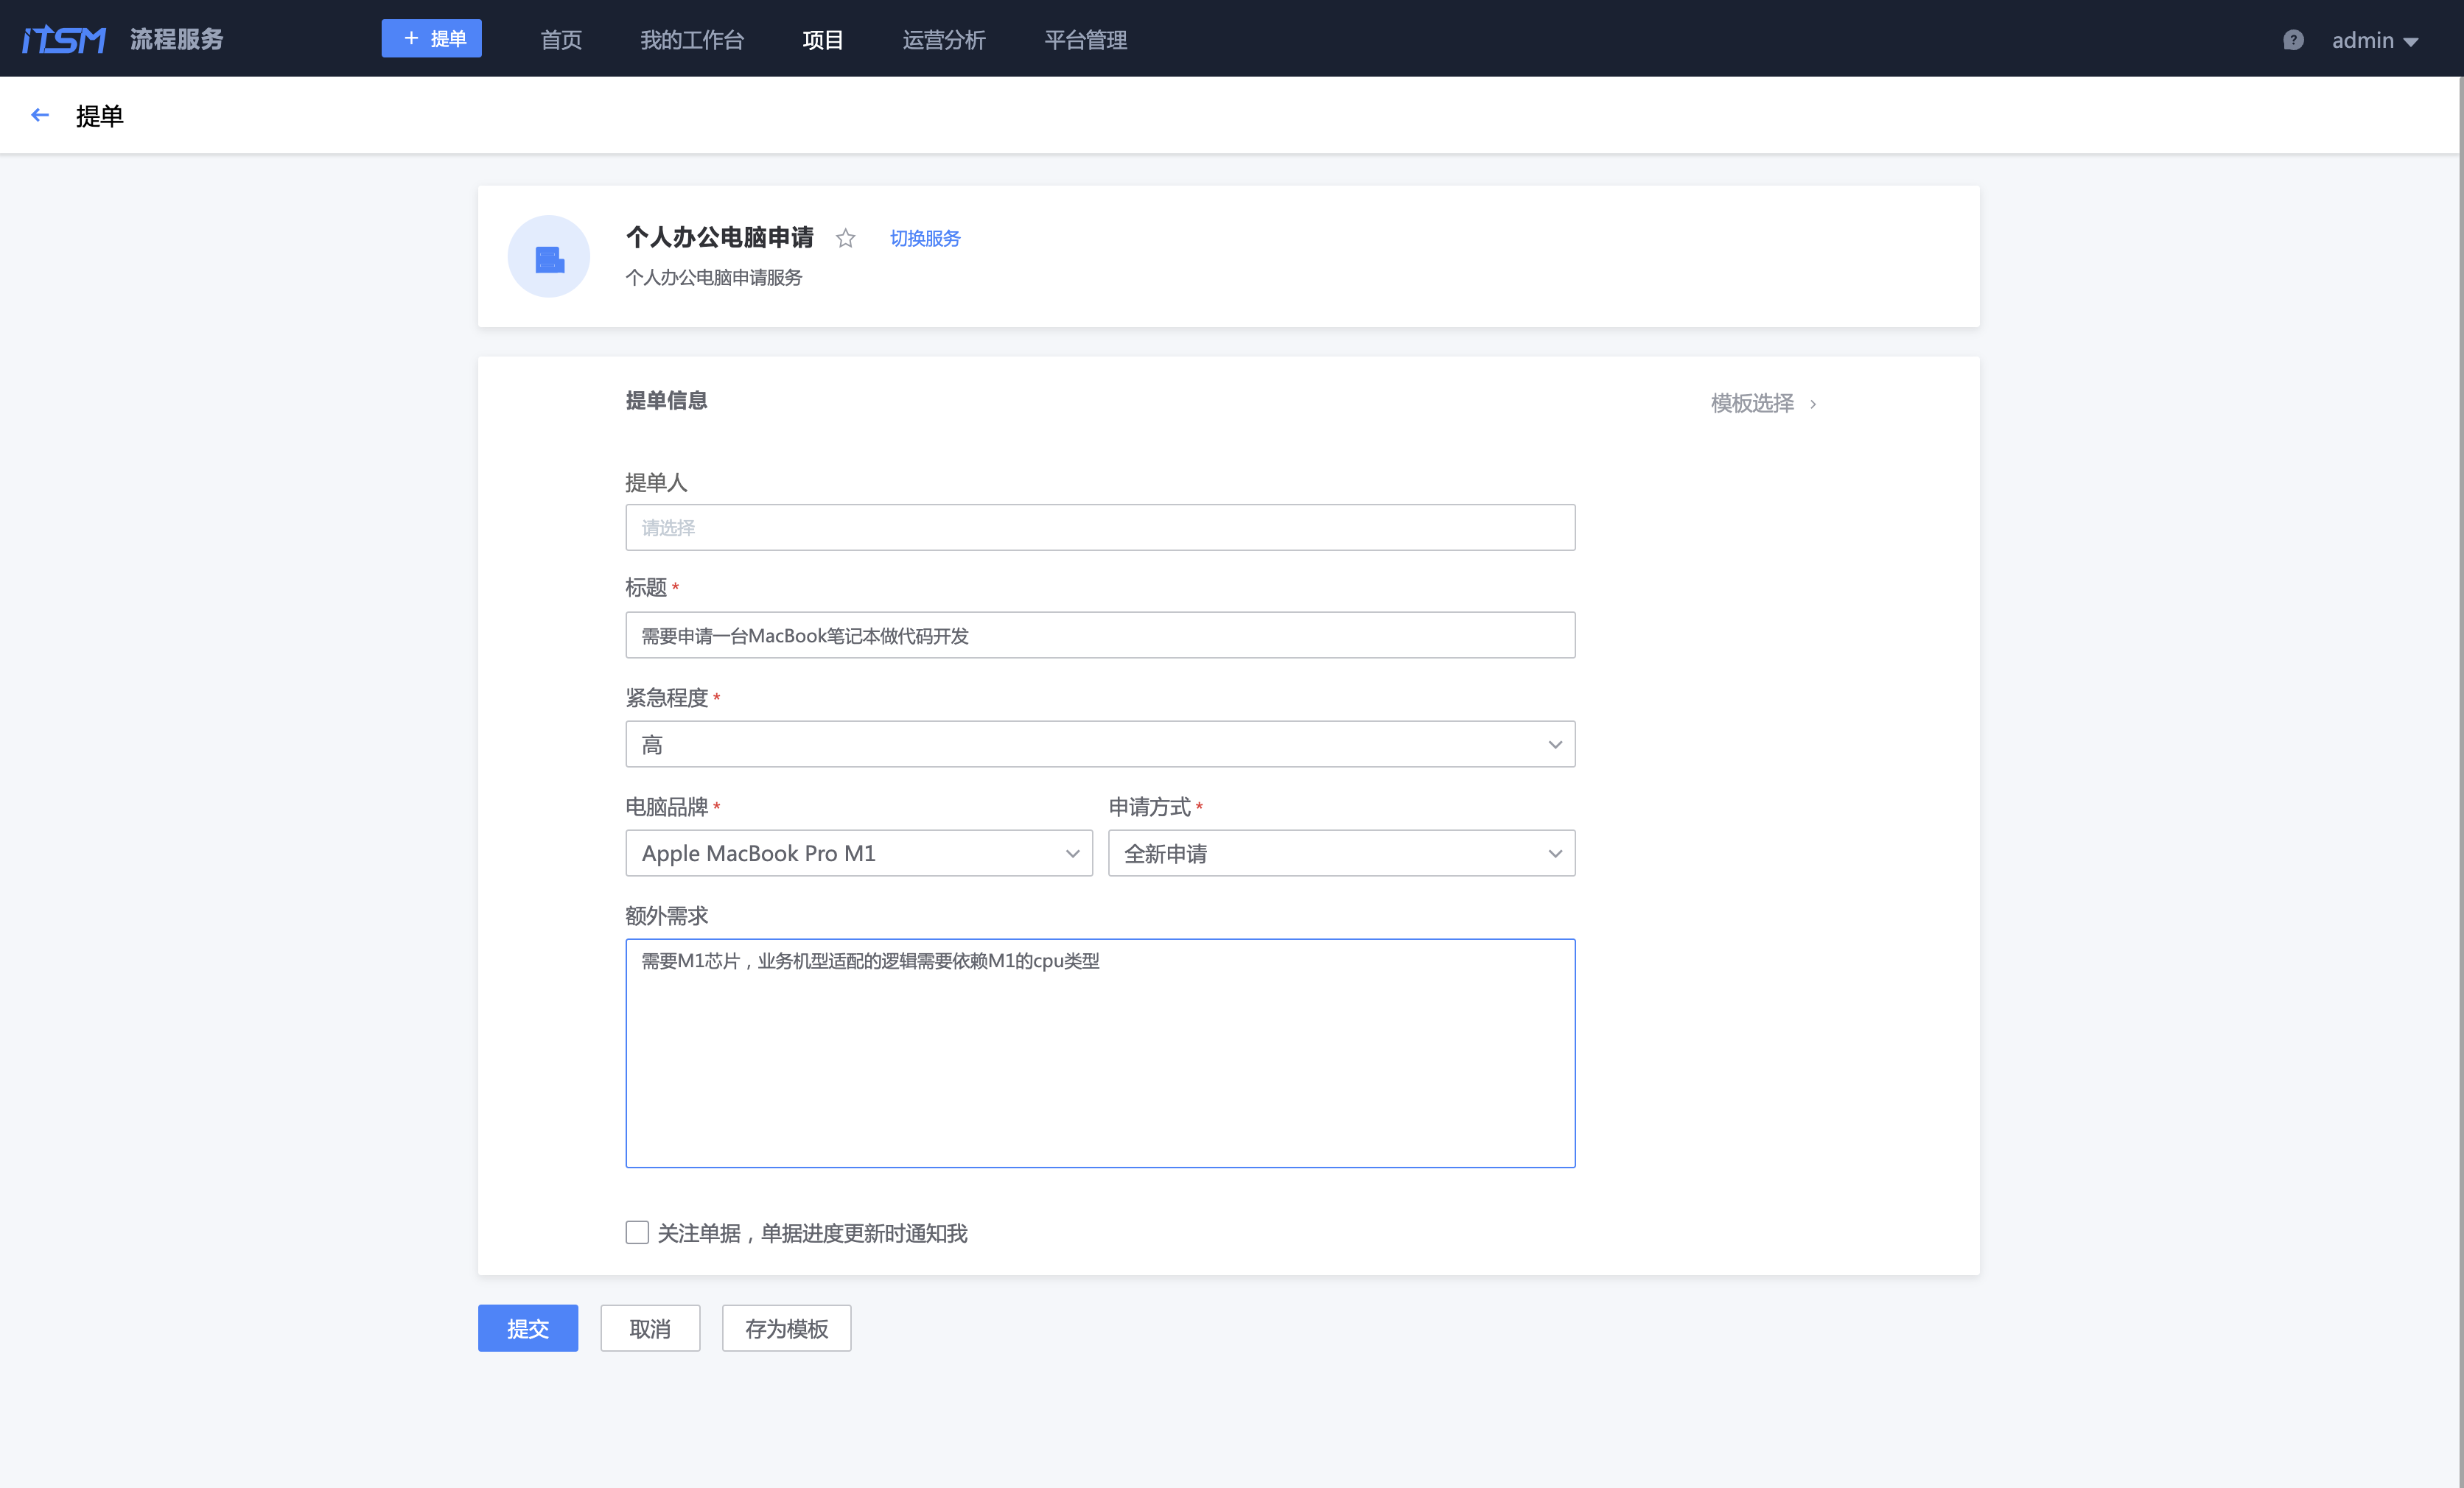 iTSM 流程服务 + 提单 首页 我的工作台 项目 运营分析 平台管理 ? admin
← 提单
个人办公电脑申请 切换服务
个人办公电脑申请服务
提单信息 模板选择
提单人
请选择
标题 *
需要申请一台MacBook笔记本做代码开发
紧急程度 *
高
电脑品牌 * 申请方式 *
Apple MacBook Pro M1 全新申请
额外需求
需要M1芯片，业务机型适配的逻辑需要依赖M1的cpu类型
关注单据，单据进度更新时通知我
提交 取消 存为模板